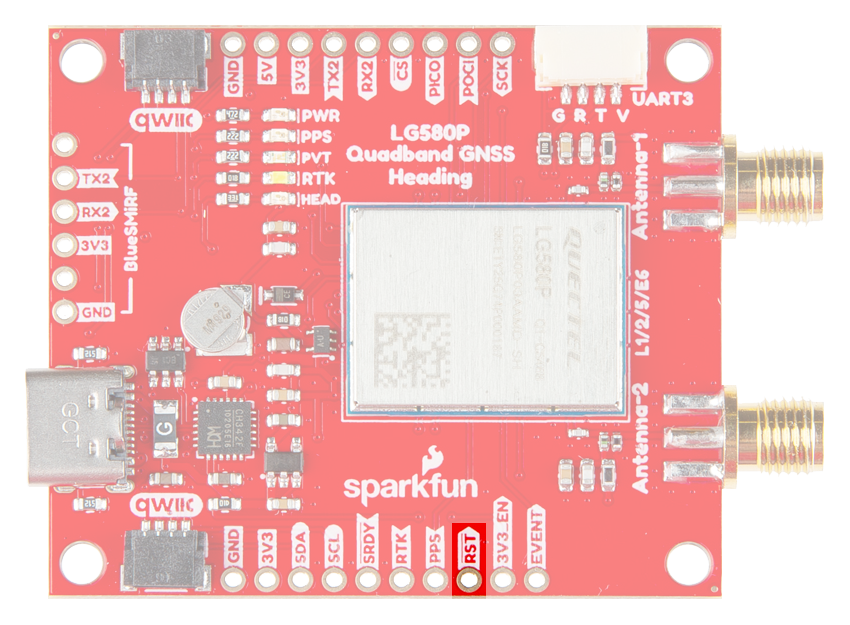 GND
5V
3V3
TX2
RX2
CS
PICO
POCI
SCK
UART3
G R T V
qwiic
PWR
PPS
PVT
RTK
HEAD
LG580P
Quadband GNSS
Heading
Antenna-1
TX2
RX2
3V3
GND
BlueSMiRF
QUECTEL
LG580P
L1/2/5/E6
Antenna-2
GCT
G
sparkfun
qwiic
GND
3V3
SDA
SCL
SRDY
RTK
PPS
RST
3V3_EN
EVENT